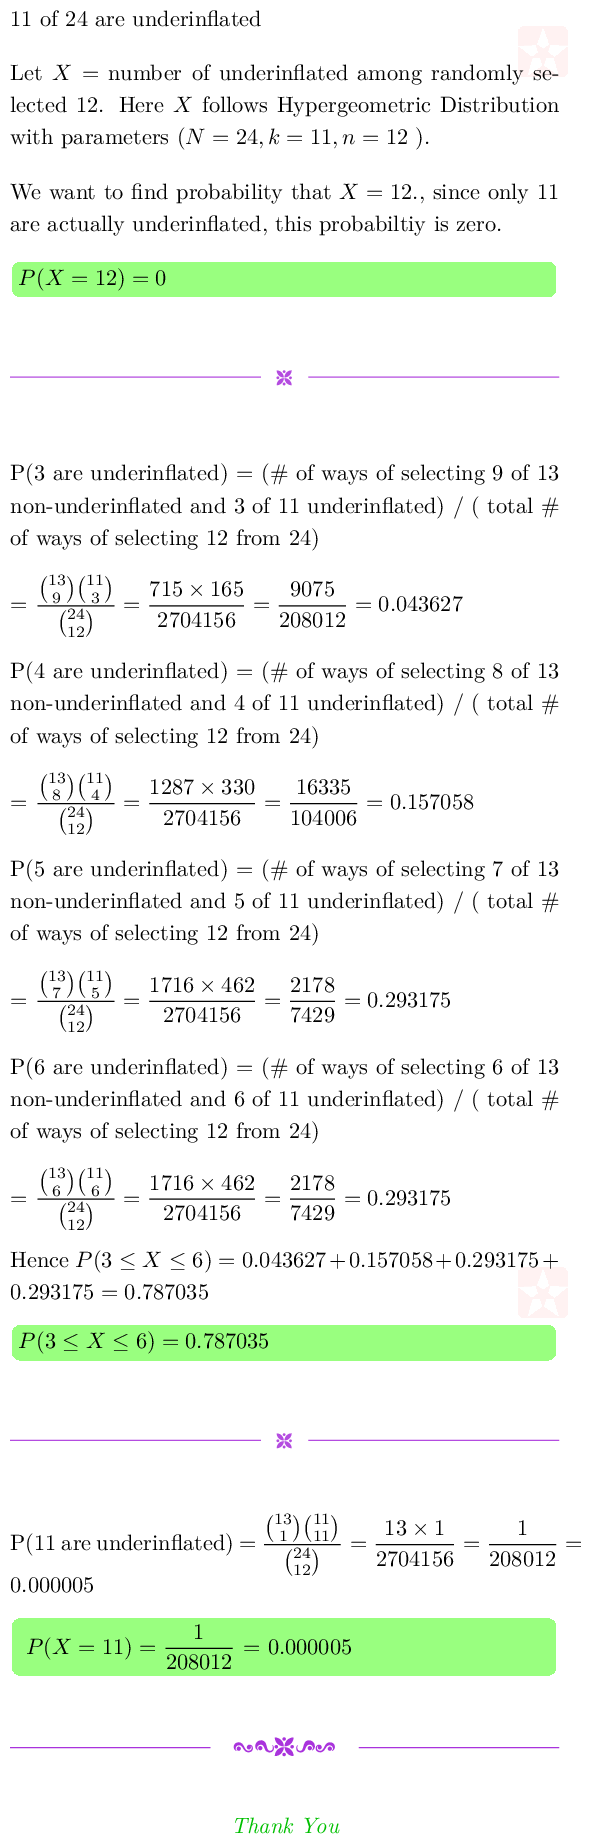 11 of 24 are underinflated
Let X = number of underinflated among randomly se-
lected 12. Here X follows Hypergeometric Distribution
with parameters (N = 24, k = 11, n = 12 ).
We want to find probability that X = 12., since only 11
are actually underinflated, this probabiltiy is zero.
P(X = 12) = 0
P(3 are underinflated) = (# of ways of selecting 9 of 13
non-underinflated and 3 of 11 underinflated) / ( total #
of ways of selecting 12 from 24)
= \frac{\binom{13}{9}\binom{11}{3}}{\binom{24}{12}} = \frac{715 × 165}{2704156} = \frac{9075}{208012} = 0.043627
P(4 are underinflated) = (# of ways of selecting 8 of 13
non-underinflated and 4 of 11 underinflated) / ( total #
of ways of selecting 12 from 24)
= \frac{\binom{13}{8}\binom{11}{4}}{\binom{24}{12}} = \frac{1287 × 330}{2704156} = \frac{16335}{104006} = 0.157058
P(5 are underinflated) = (# of ways of selecting 7 of 13
non-underinflated and 5 of 11 underinflated) / ( total #
of ways of selecting 12 from 24)
= \frac{\binom{13}{7}\binom{11}{5}}{\binom{24}{12}} = \frac{1716 × 462}{2704156} = \frac{2178}{7429} = 0.293175
P(6 are underinflated) = (# of ways of selecting 6 of 13
non-underinflated and 6 of 11 underinflated) / ( total #
of ways of selecting 12 from 24)
= \frac{\binom{13}{6}\binom{11}{6}}{\binom{24}{12}} = \frac{1716 × 462}{2704156} = \frac{2178}{7429} = 0.293175
Hence P(3 ≤ X ≤ 6) = 0.043627+0.157058+0.293175+
0.293175 = 0.787035
P(3 ≤ X ≤ 6) = 0.787035
P(11 are underinflated) = \frac{\binom{13}{1}\binom{11}{11}}{\binom{24}{12}} = \frac{13 × 1}{2704156} = \frac{1}{208012} =
0.000005
P(X = 11) = \frac{1}{208012} = 0.000005
Thank You